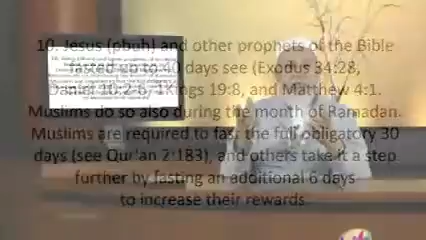 10. Jesus (pbuh) and other prophets of the Bible
fasted up to 40 days see (Exodus 34:28,
Daniel 10:2-6, 1Kings 19:8, and Matthew 4:1.
Muslims do so also during the month of Ramadan.
Muslims are required to fast the full obligatory 30
days (see Qur'an 2:183), and others take it a step
further by fasting an additional 6 days
to increase their rewards